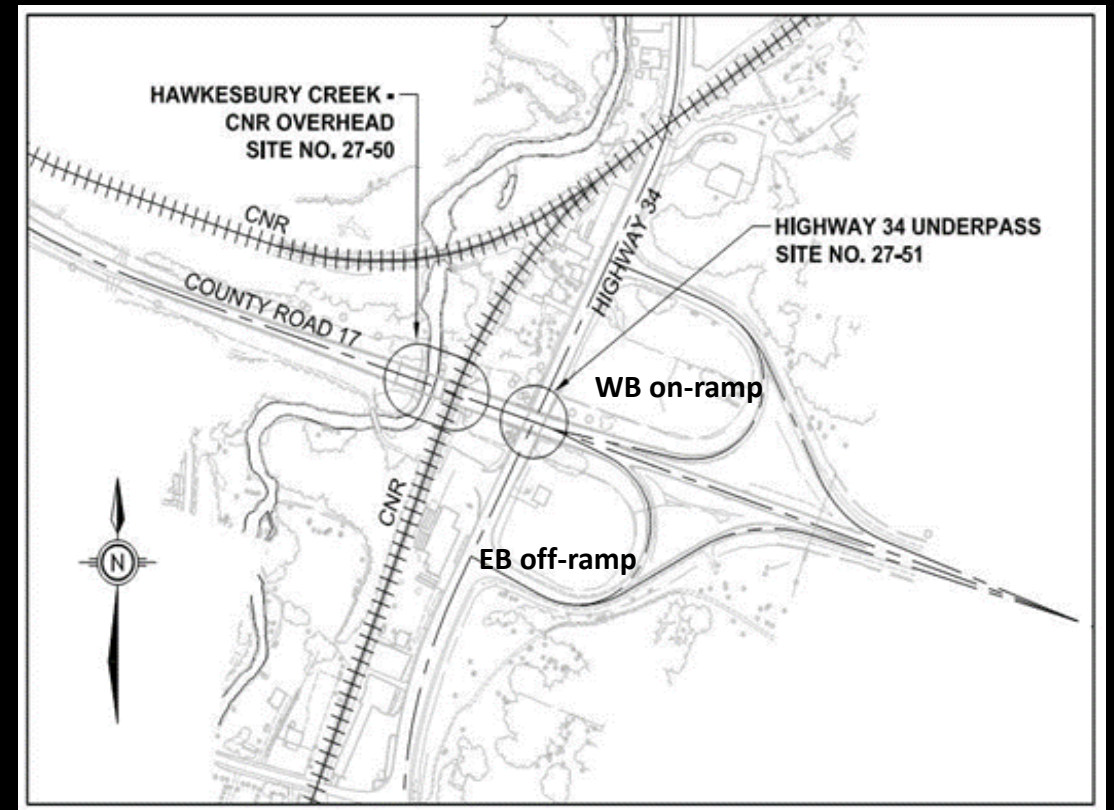 HAWKESBURY CREEK -
CNR OVERHEAD
SITE NO. 27-50
CNR
COUNTY ROAD 17
HIGHWAY 34
HIGHWAY 34 UNDERPASS
SITE NO. 27-51
WB on-ramp
CNR
EB off-ramp
N